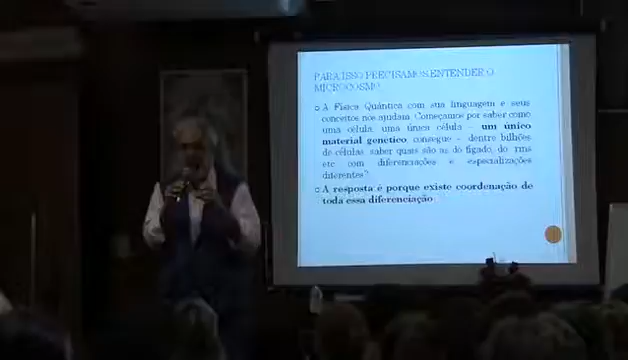 PARA ISSO PRECISAMOS ENTENDER O
MICROCOSMO
A Física Quântica com sua linguagem e seus
conceitos nos ajudam. Começamos por saber como
uma célula, uma única célula – um único
material genético consegue – dentre bilhões
de células, saber quais são as do fígado, do rins
etc com diferenciações e especializações
diferentes?
A resposta é porque existe coordenação de
toda essa diferenciação